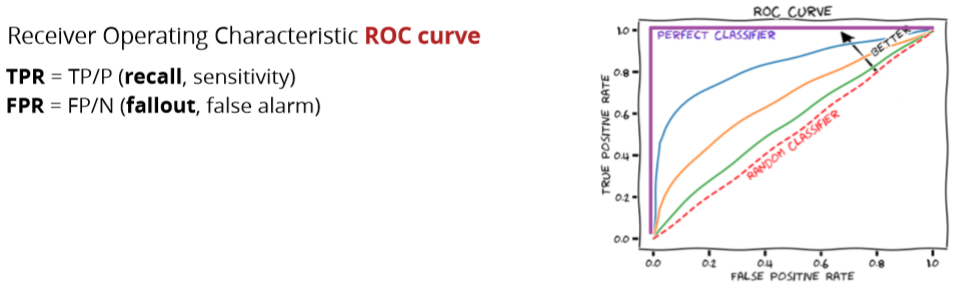 Receiver Operating Characteristic ROC curve
TPR = TP/P (recall, sensitivity)
FPR = FP/N (fallout, false alarm)
ROC CURVE
PERFECT CLASSIFIER
BETTER
RANDOM CLASSIFIER
TRUE POSITIVE RATE
1.0
0.8
0.6
0.4
0.2
0.0
0.0 0.2 0.4 0.6 0.8 1.0
FALSE POSITIVE RATE